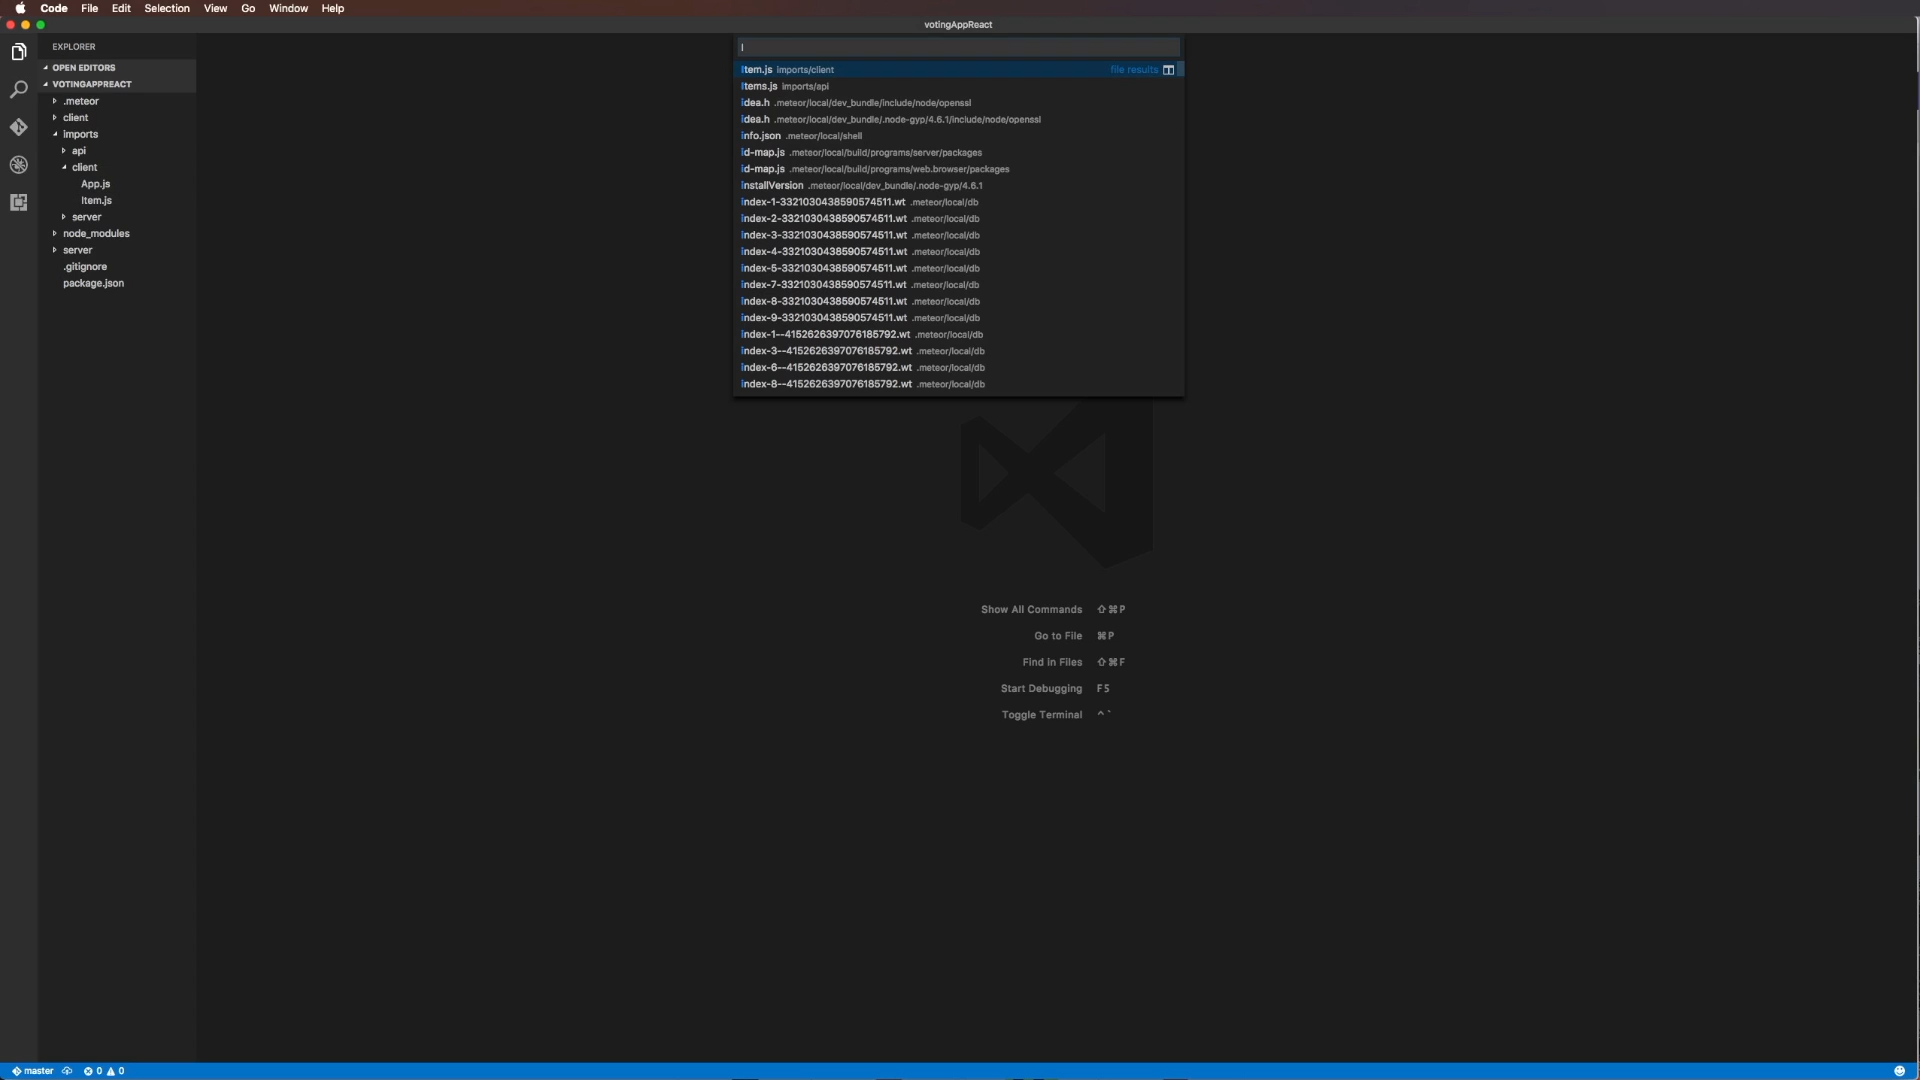 Code File Edit Selection View Go Window Help
votingAppReact
EXPLORER
OPEN EDITORS
VOTINGAPPREACT
.meteor
client
imports
api
client
App.js
Item.js
server
node_modules
server
.gitignore
package.json
I
Item.js imports/client file results
Items.js imports/api
idea.h .meteor/local/dev_bundle/include/node/openssl
idea.h .meteor/local/dev_bundle/.node-gyp/4.6.1/include/node/openssl
info.json .meteor/local/shell
id-map.js .meteor/local/build/programs/server/packages
id-map.js .meteor/local/build/programs/web.browser/packages
installVersion .meteor/local/dev_bundle/.node-gyp/4.6.1
index-1-3321030438590574511.wt .meteor/local/db
index-2-3321030438590574511.wt .meteor/local/db
index-3-3321030438590574511.wt .meteor/local/db
index-4-3321030438590574511.wt .meteor/local/db
index-5-3321030438590574511.wt .meteor/local/db
index-7-3321030438590574511.wt .meteor/local/db
index-8-3321030438590574511.wt .meteor/local/db
index-9-3321030438590574511.wt .meteor/local/db
index-1--4152626397076185792.wt .meteor/local/db
index-3--4152626397076185792.wt .meteor/local/db
index-6--4152626397076185792.wt .meteor/local/db
index-8--4152626397076185792.wt .meteor/local/db
Show All Commands ⇧⌘P
Go to File ⌘P
Find in Files ⇧⌘F
Start Debugging F5
Toggle Terminal ^`
master 0 0